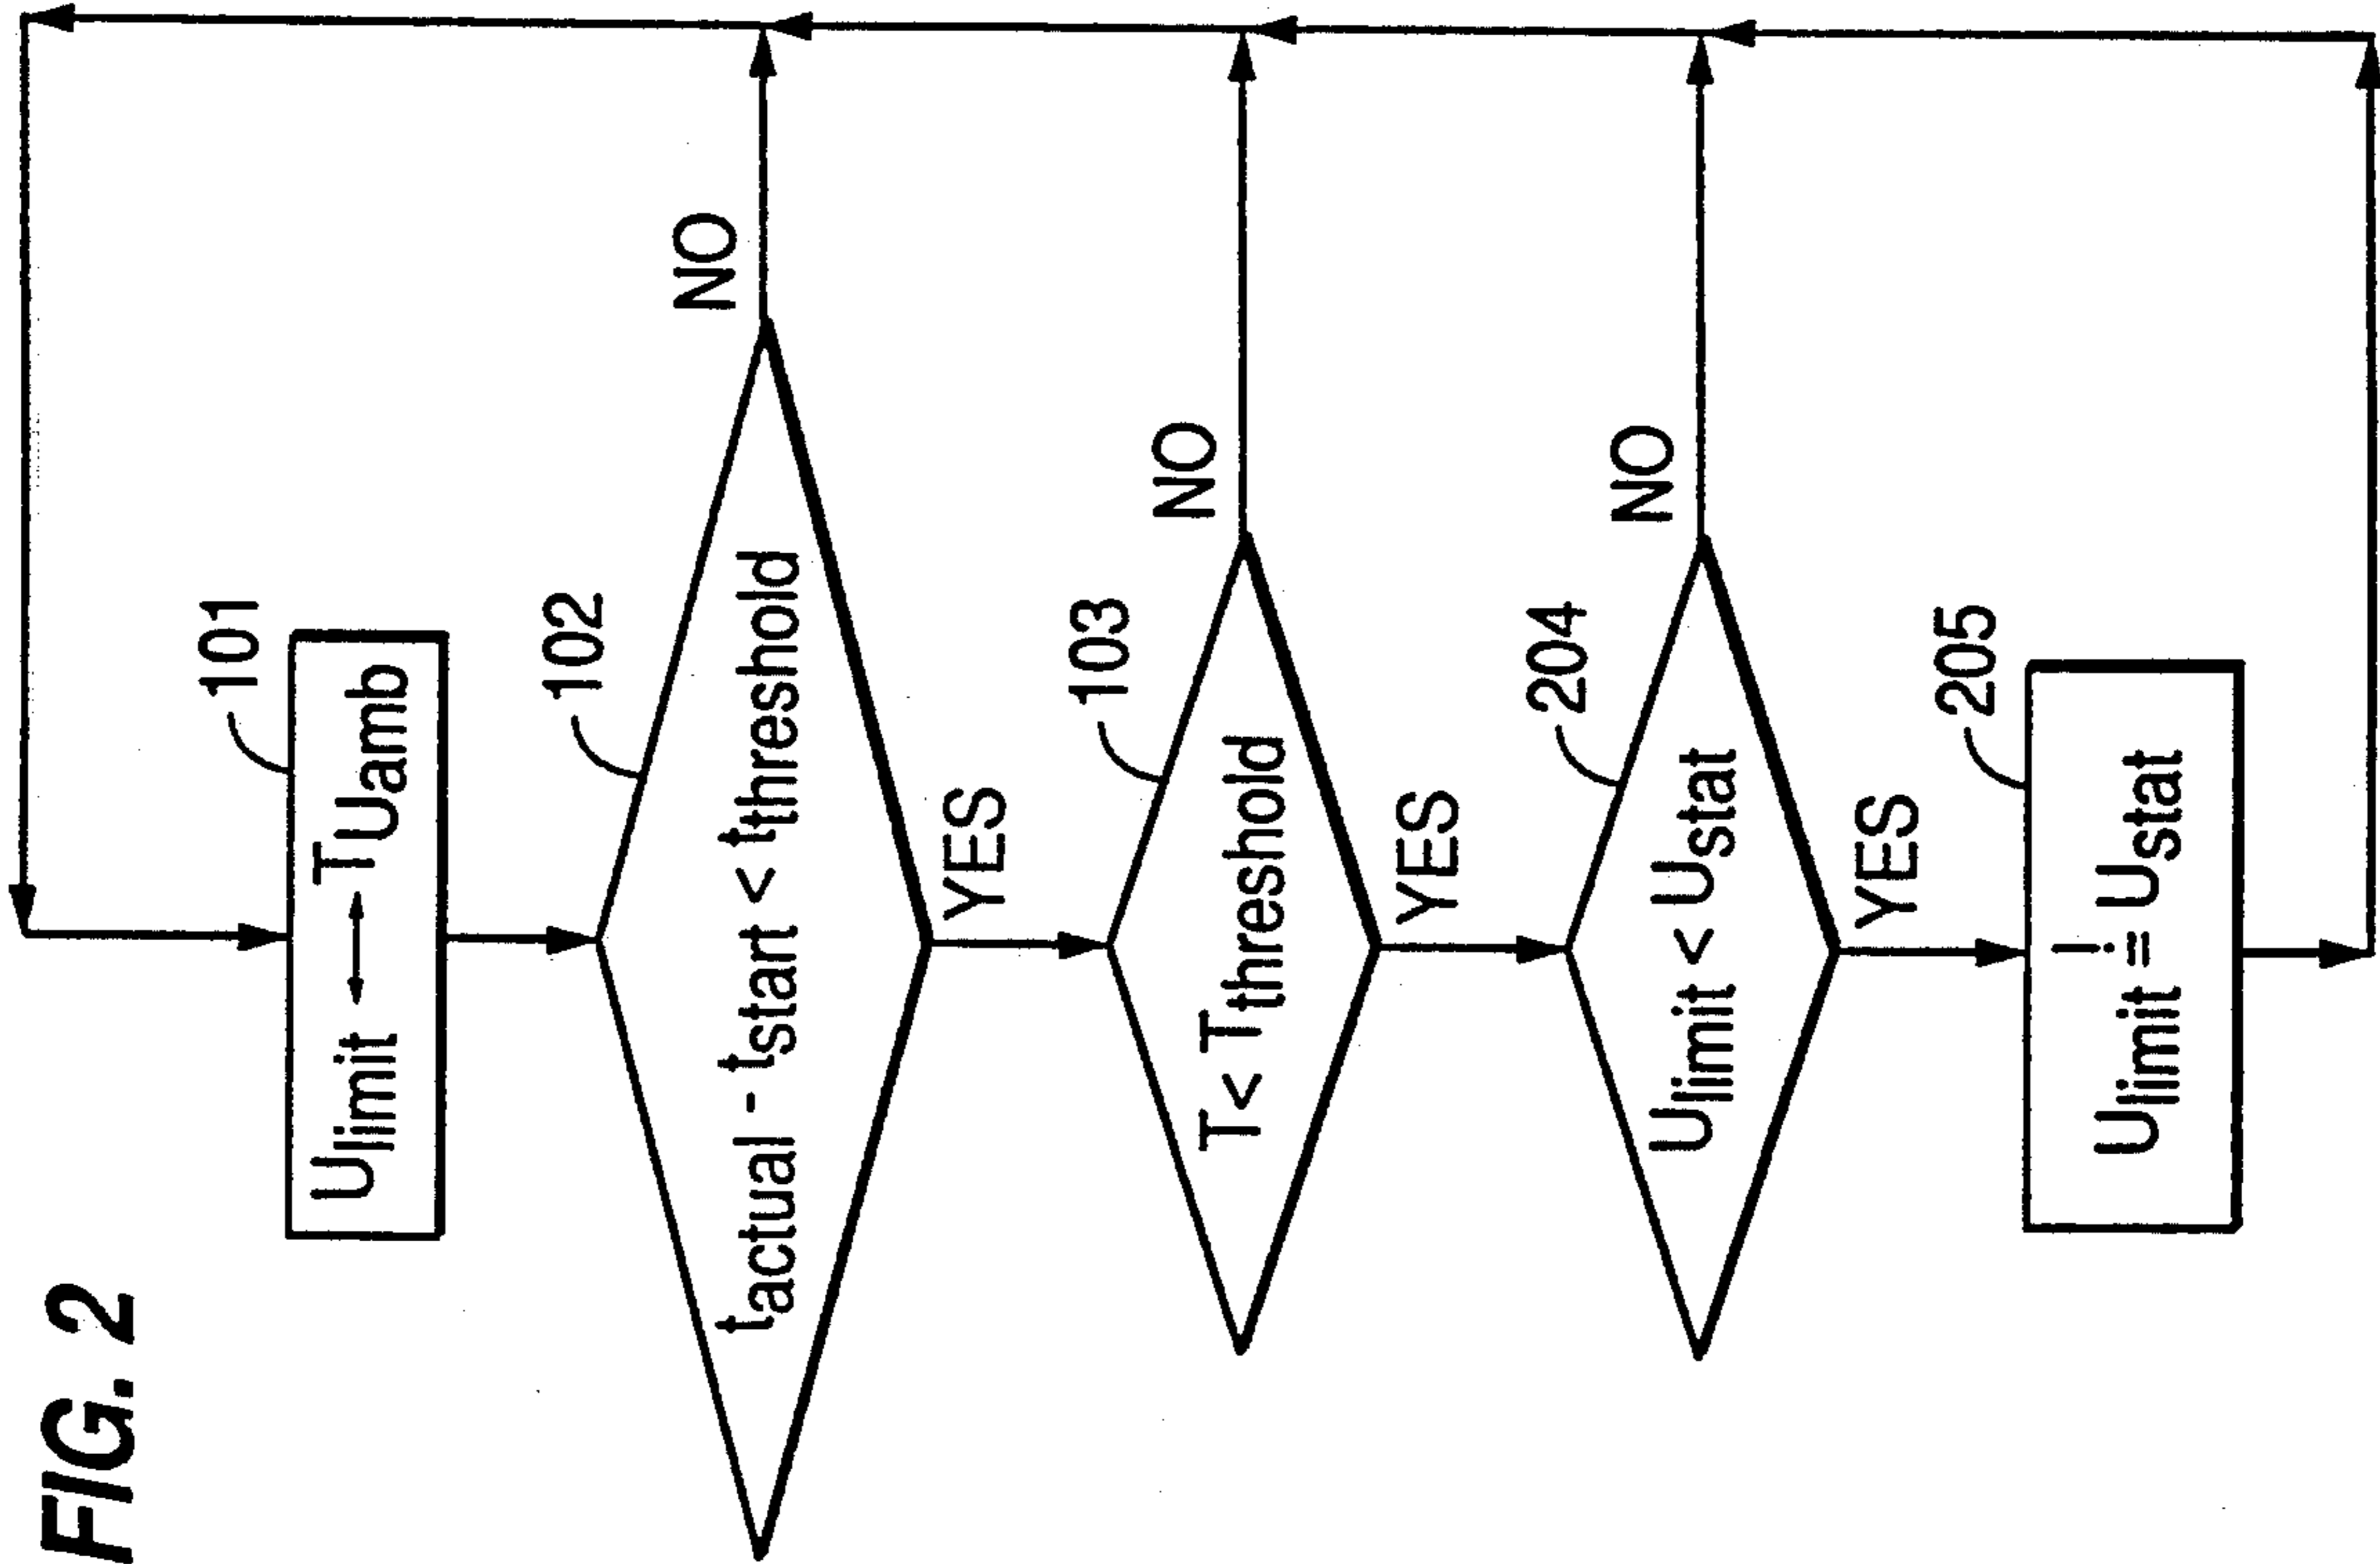 FIG. 2
101
Ulimit ⟷ TUamb
102
tactual - tstart < tthreshold
NO
YES
103
T< Tthreshold
NO
YES
204
Ulimit < Ustat
NO
YES
205
Ulimit = Ustat
!